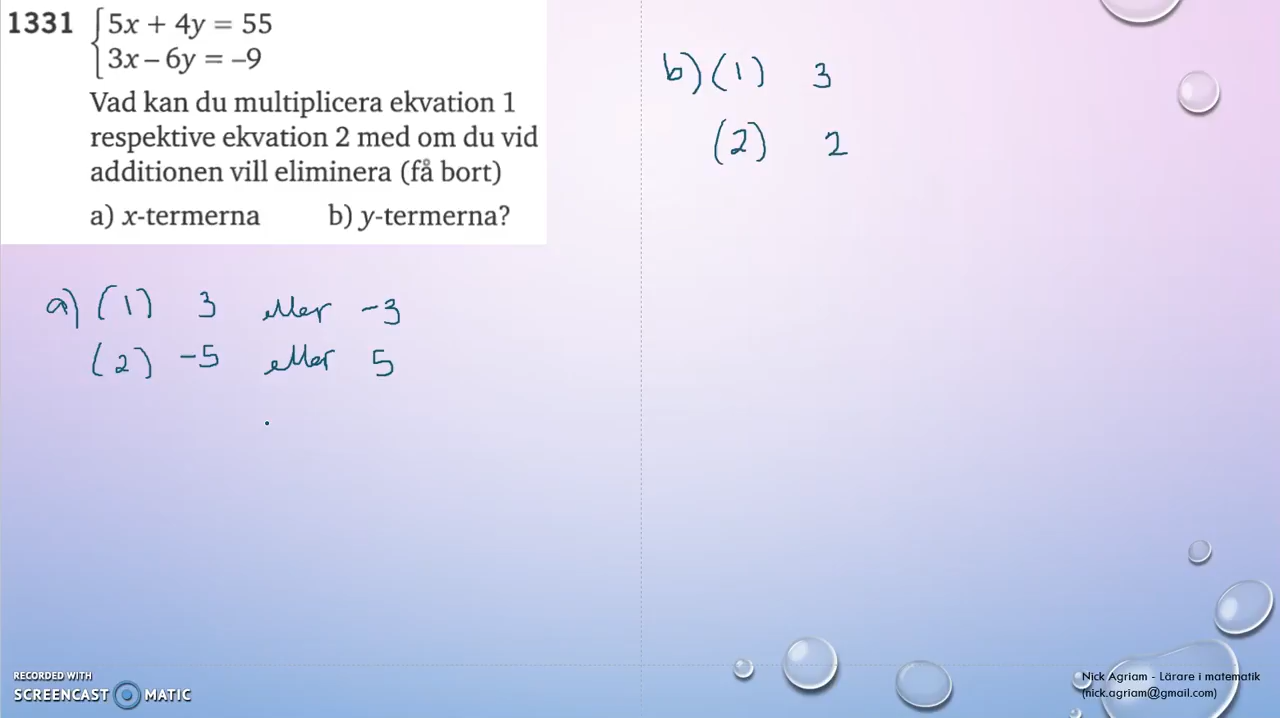 1331 5x + 4y = 55
3x – 6y = –9
Vad kan du multiplicera ekvation 1
respektive ekvation 2 med om du vid
additionen vill eliminera (få bort)
a) x-termerna b) y-termerna?
a) (1) 3 eller -3
(2) -5 eller 5
b) (1) 3
(2) 2
RECORDED WITH
SCREENCAST MATIC
Nick Agriam - Lärare i matematik
(nick.agriam@gmail.com)